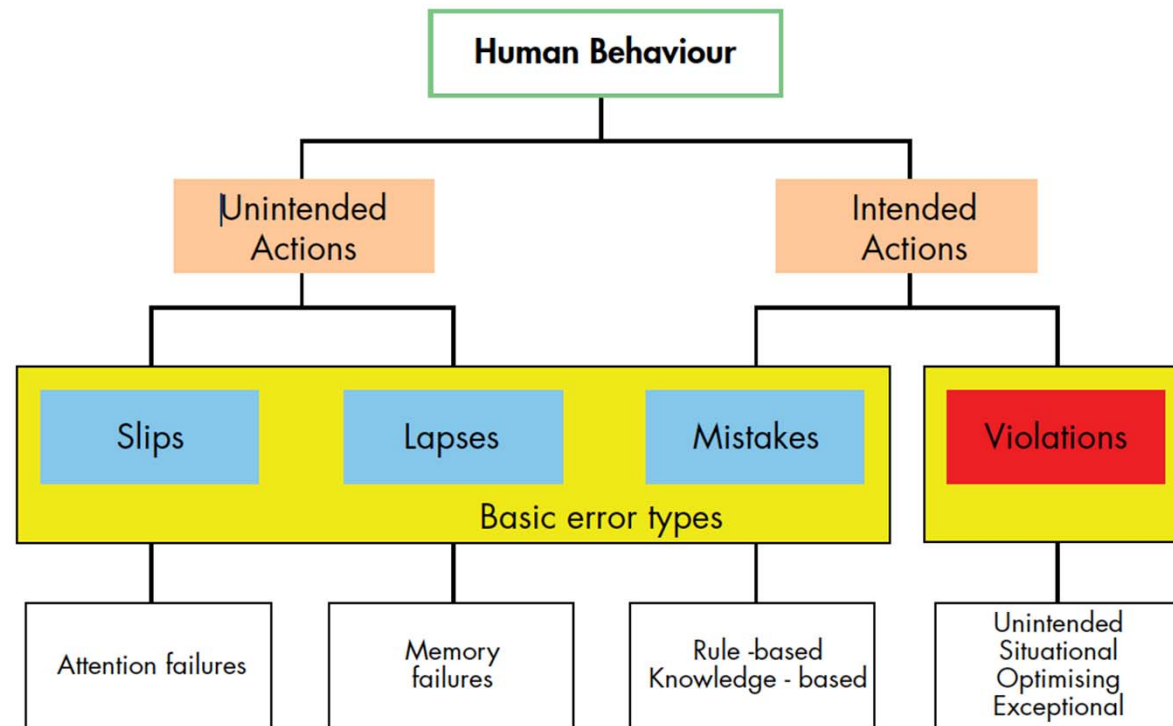 Human Behaviour
Unintended
Actions
Intended
Actions
Slips
Lapses
Mistakes
Violations
Basic error types
Attention failures
Memory
failures
Rule -based
Knowledge - based
Unintended
Situational
Optimising
Exceptional